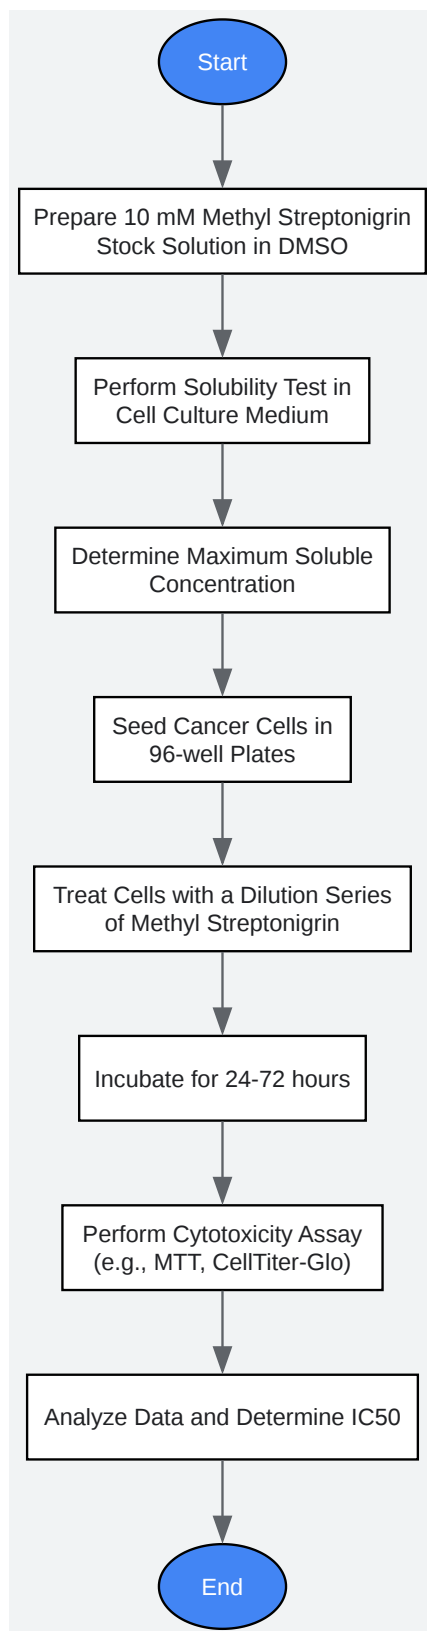 Start
Prepare 10 mM Methyl Streptonigrin
Stock Solution in DMSO
Perform Solubility Test in
Cell Culture Medium
Determine Maximum Soluble
Concentration
Seed Cancer Cells in
96-well Plates
Treat Cells with a Dilution Series
of Methyl Streptonigrin
Incubate for 24-72 hours
Perform Cytotoxicity Assay
(e.g., MTT, CellTiter-Glo)
Analyze Data and Determine IC50
End